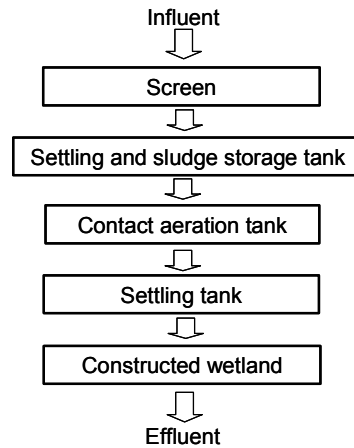 Influent
Screen
Settling and sludge storage tank
Contact aeration tank
Settling tank
Constructed wetland
Effluent